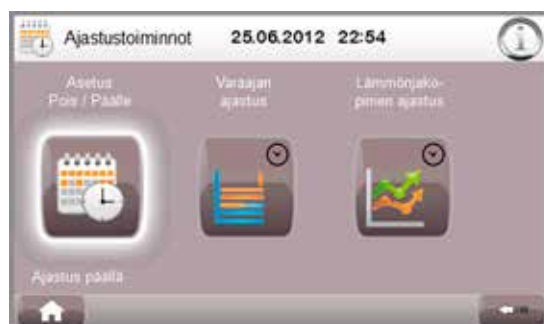 Ajastustoiminnot 25.06.2012 22:54
Asetus
Pois / Päälle
Varaajan
ajastus
Lämmönjako-
piirien ajastus
Ajastus päällä